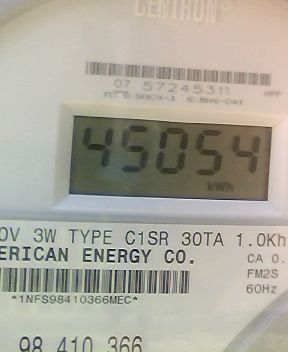 CENTRON®
07 57245311
45054
kWh
0V 3W TYPE C1SR 30TA 1.0Kh
ERICAN ENERGY CO.
CA 0.
FM2S
*1NFS98410366MEC*
60Hz
98 410 366